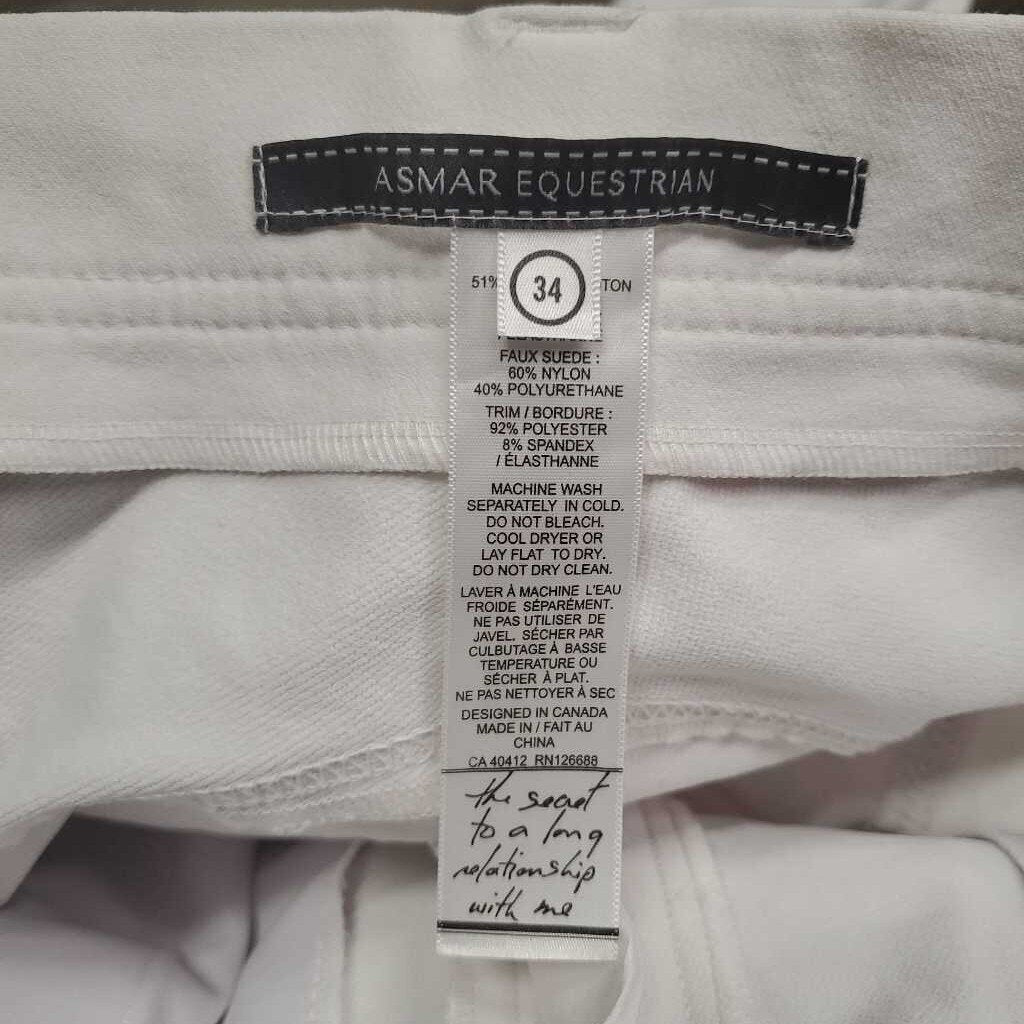 ASMAR EQUESTRIAN
34
51% TON
FAUX SUEDE :
60% NYLON
40% POLYURETHANE
TRIM / BORDURE :
92% POLYESTER
8% SPANDEX
/ ÉLASTHANNE
MACHINE WASH
SEPARATELY IN COLD.
DO NOT BLEACH.
COOL DRYER OR
LAY FLAT TO DRY.
DO NOT DRY CLEAN.
LAVER À MACHINE L'EAU
FROIDE SÉPARÉMENT.
NE PAS UTILISER DE
JAVEL. SÉCHER PAR
CULBUTAGE À BASSE
TEMPERATURE OU
SÉCHER À PLAT.
NE PAS NETTOYER À SEC
DESIGNED IN CANADA
MADE IN / FAIT AU
CHINA
CA 40412 RN126688
the secret
to a long
relationship
with me